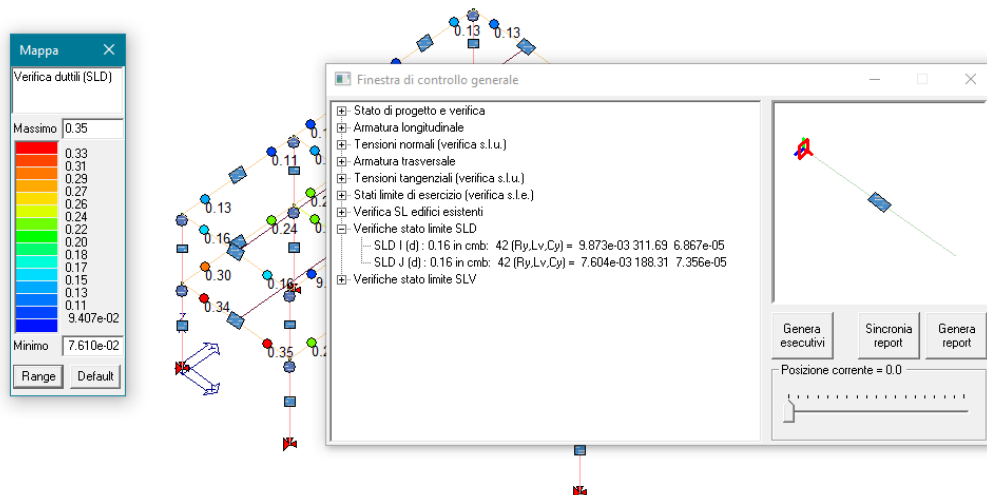 Mappa
Verifica duttili (SLD)
Massimo 0.35
0.33
0.31
0.29
0.27
0.26
0.24
0.22
0.20
0.18
0.17
0.15
0.13
0.11
9.407e-02
Minimo 7.610e-02
Range Default
0.13 0.13
0.11
0.13
0.24
0.16
0.30
0.16
0.34
0.35
Finestra di controllo generale
Stato di progetto e verifica
Armatura longitudinale
Tensioni normali (verifica s.l.u.)
Armatura trasversale
Tensioni tangenziali (verifica s.l.u.)
Stati limite di esercizio (verifica s.l.e.)
Verifica SL edifici esistenti
Verifiche stato limite SLD
SLD I (d) : 0.16 in cmb: 42 (Ry,Lv,Cy) = 9.873e-03 311.69 6.867e-05
SLD J (d) : 0.16 in cmb: 42 (Ry,Lv,Cy) = 7.604e-03 188.31 7.356e-05
Verifiche stato limite SLV
Genera esecutivi
Sincronia report
Genera report
Posizione corrente = 0.0